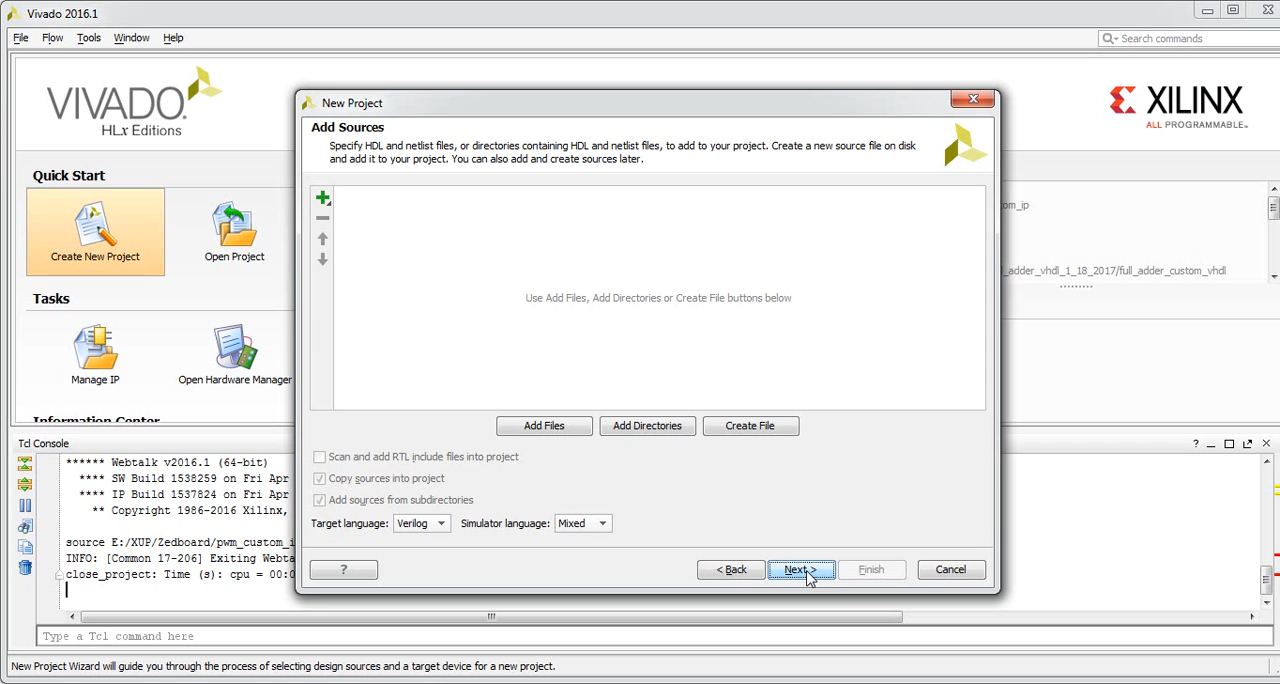 Vivado 2016.1
File Flow Tools Window Help
Search commands
VIVADO.
HLx Editions
XILINX
ALL PROGRAMMABLE
Quick Start
Create New Project
Open Project
Tasks
Manage IP
Open Hardware Manager
Information Center
New Project
Add Sources
Specify HDL and netlist files, or directories containing HDL and netlist files, to add to your project. Create a new source file on disk
and add it to your project. You can also add and create sources later.
Use Add Files, Add Directories or Create File buttons below
Add Files Add Directories Create File
Scan and add RTL include files into project
Copy sources into project
Add sources from subdirectories
Target language: Verilog Simulator language: Mixed
? < Back Next > Finish Cancel
om_ip
_adder_vhdl_1_18_2017/full_adder_custom_vhdl
Tcl Console
****** Webtalk v2016.1 (64-bit)
**** SW Build 1538259 on Fri Apr
**** IP Build 1537824 on Fri Apr
** Copyright 1986-2016 Xilinx,
source E:/XUP/Zedboard/pwm_custom_i
INFO: [Common 17-206] Exiting Webta
close_project: Time (s): cpu = 00:0
Type a Tcl command here
New Project Wizard will guide you through the process of selecting design sources and a target device for a new project.